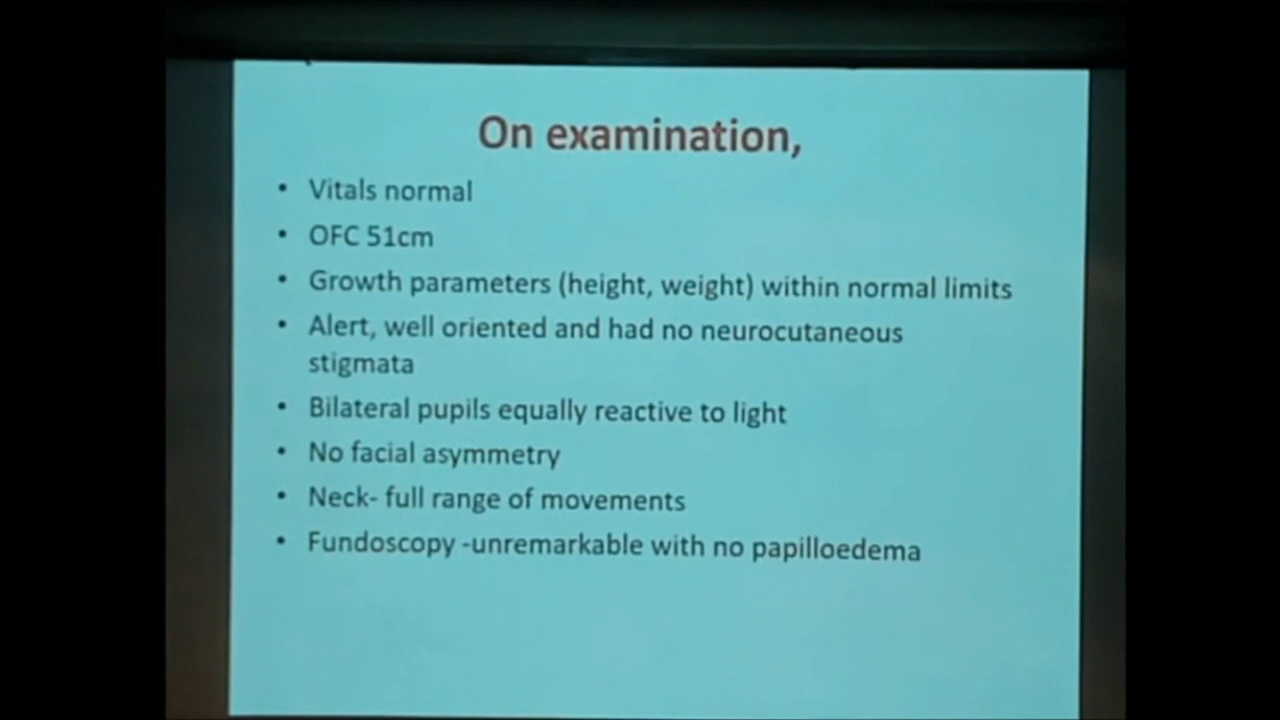 On examination,
• Vitals normal
• OFC 51cm
• Growth parameters (height, weight) within normal limits
• Alert, well oriented and had no neurocutaneous
stigmata
• Bilateral pupils equally reactive to light
• No facial asymmetry
• Neck- full range of movements
• Fundoscopy -unremarkable with no papilloedema